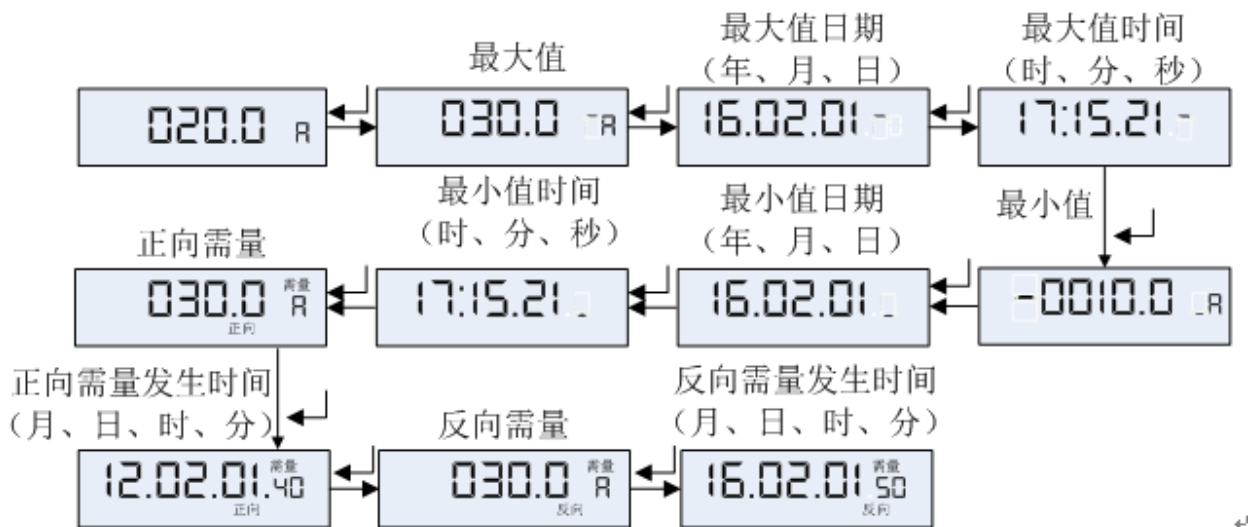 最大值
最大值日期
（年、月、日）
最大值时间
（时、分、秒）
020.0 A
030.0 A
16.02.01
17:15.21
正向需量
最小值时间
（时、分、秒）
最小值日期
（年、月、日）
最小值
030.0 需量 A 正向
17:15.21
16.02.01
-0010.0 A
正向需量发生时间
（月、日、时、分）
反向需量
反向需量发生时间
（月、日、时、分）
12.02.01.40 需量 正向
030.0 需量 A 反向
16.02.01.50 需量 反向